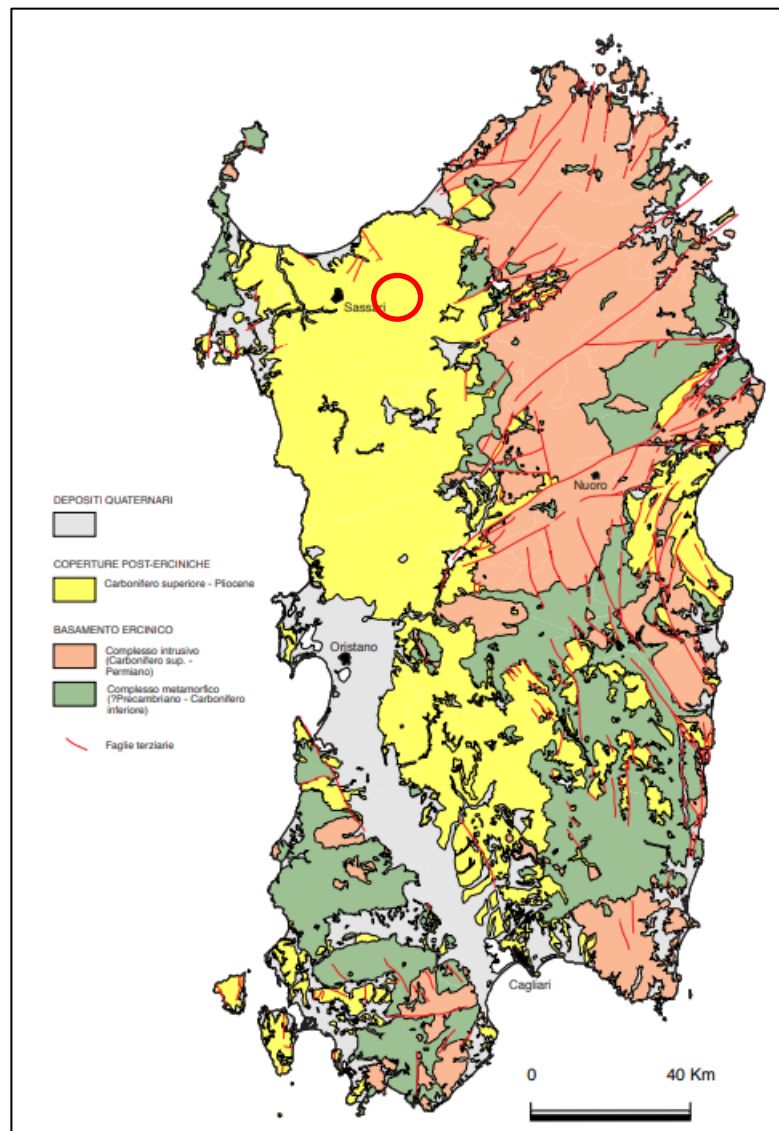 Sassari
DEPOSITI QUATERNARI
Nuoro
COPERTURE POST-ERCINICHE
Carbonifero superiore - Pliocene
BASAMENTO ERCINICO
Complesso intrusivo
(Carbonifero sup. -
Permiano)
Oristano
Complesso metamorfico
(?Precambriano - Carbonifero
inferiore)
Faglie terziarie
Cagliari
0 40 Km